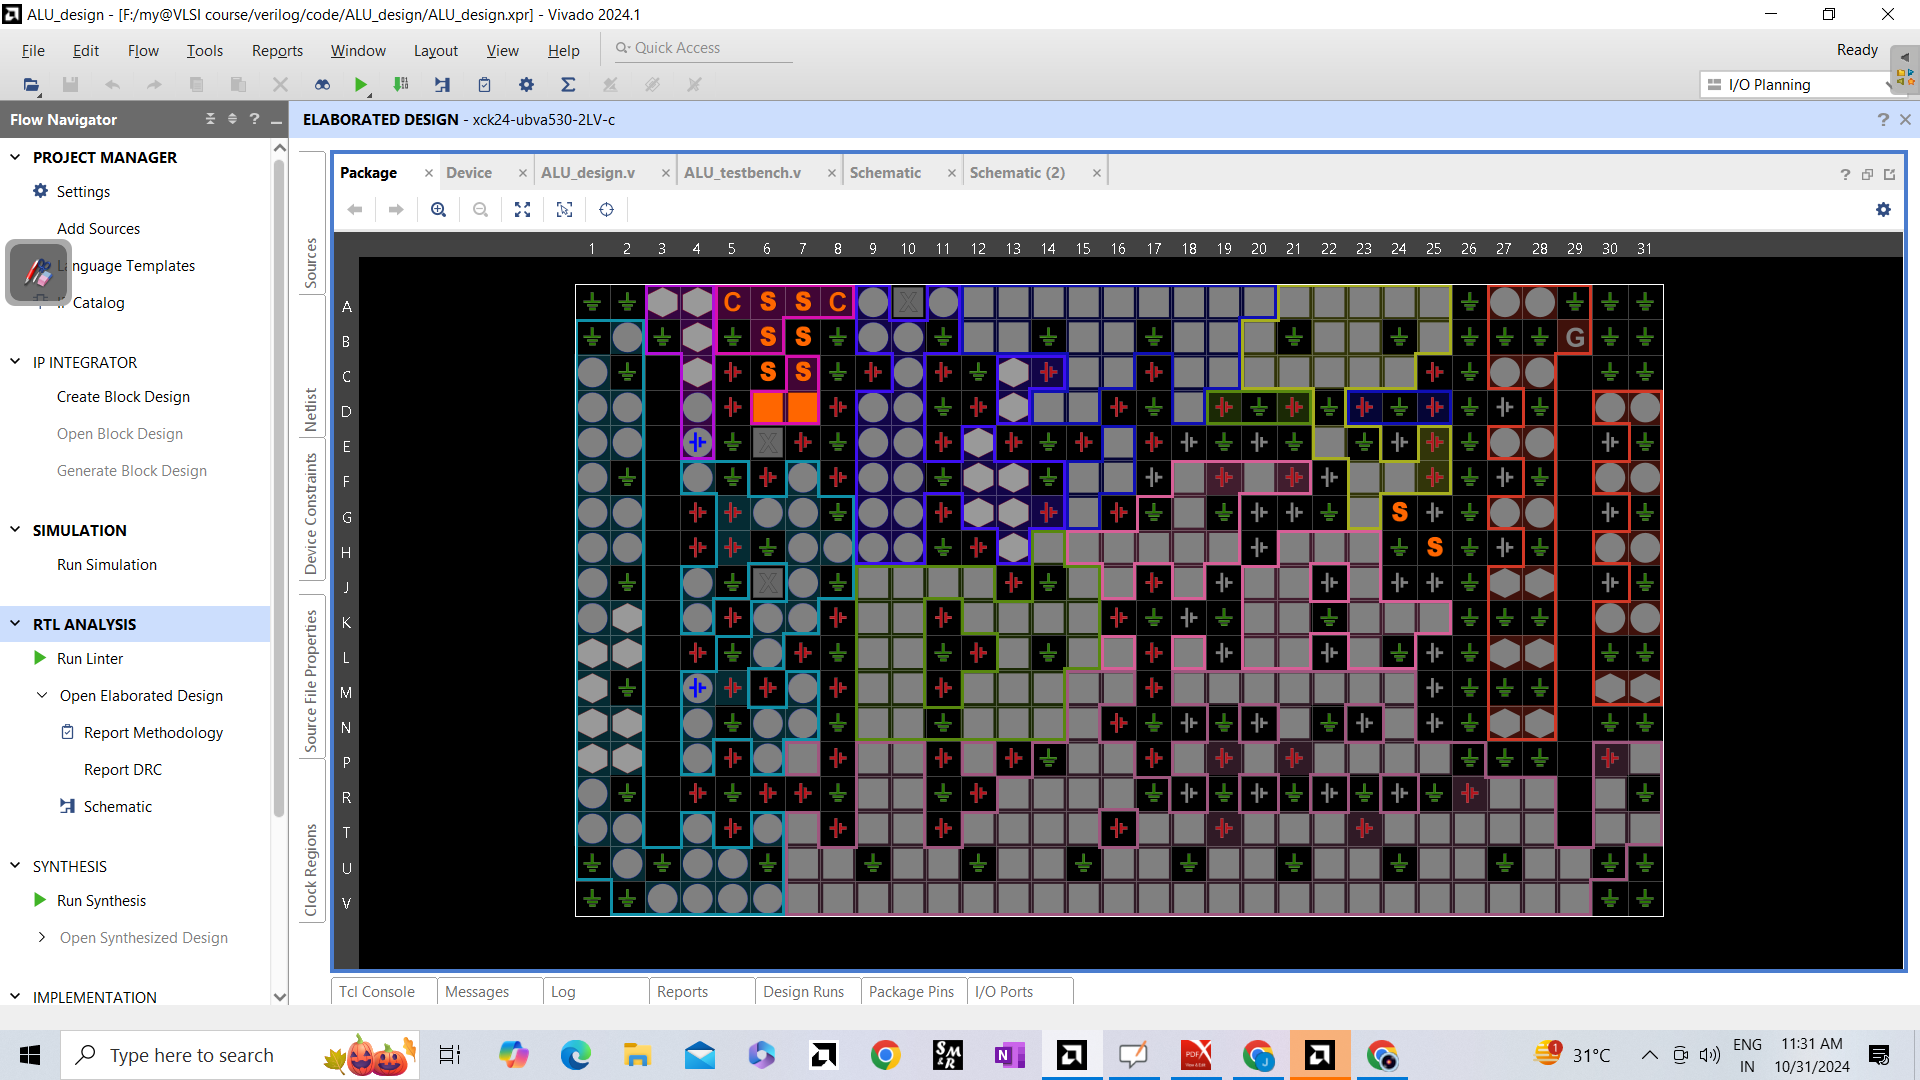 ALU_design - [F:/my@VLSI course/verilog/code/ALU_design/ALU_design.xpr] - Vivado 2024.1
File Edit Flow Tools Reports Window Layout View Help Quick Access
Ready
I/O Planning
Flow Navigator
ELABORATED DESIGN - xck24-ubva530-2LV-c
PROJECT MANAGER
Settings
Add Sources
Language Templates
IP Catalog
IP INTEGRATOR
Create Block Design
Open Block Design
Generate Block Design
SIMULATION
Run Simulation
RTL ANALYSIS
Run Linter
Open Elaborated Design
Report Methodology
Report DRC
Schematic
SYNTHESIS
Run Synthesis
Open Synthesized Design
IMPLEMENTATION
Sources
Netlist
Device Constraints
Source File Properties
Clock Regions
Package Device ALU_design.v ALU_testbench.v Schematic Schematic (2)
1 2 3 4 5 6 7 8 9 10 11 12 13 14 15 16 17 18 19 20 21 22 23 24 25 26 27 28 29 30 31
A C S S C X
B S S G
C S S
D
E X
F
G S
H S
J X
K
L
M
N
P
R
T
U
V
Tcl Console Messages Log Reports Design Runs Package Pins I/O Ports
Type here to search
SM
&R
N
PDF
J
1
31°C
ENG
IN
11:31 AM
10/31/2024